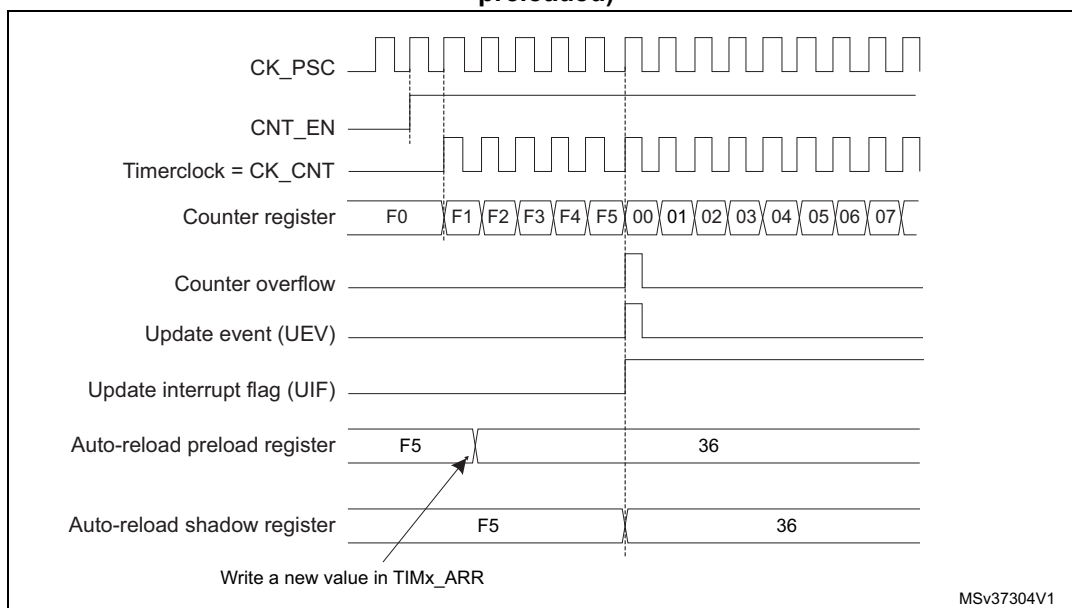 preloaded)
CK_PSC
CNT_EN
Timerclock = CK_CNT
Counter register F0 F1 F2 F3 F4 F5 00 01 02 03 04 05 06 07
Counter overflow
Update event (UEV)
Update interrupt flag (UIF)
Auto-reload preload register F5 36
Auto-reload shadow register F5 36
Write a new value in TIMx_ARR
MSv37304V1